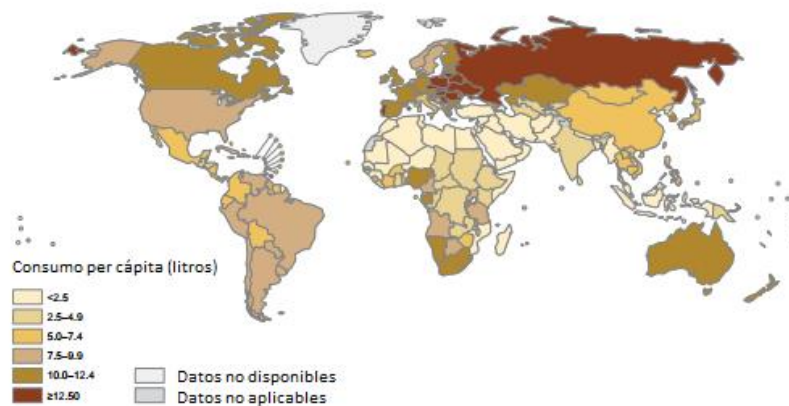 Consumo per cápita (litros)
<2.5
2.5–4.9
5.0–7.4
7.5–9.9
10.0–12.4
≥12.50
Datos no disponibles
Datos no aplicables